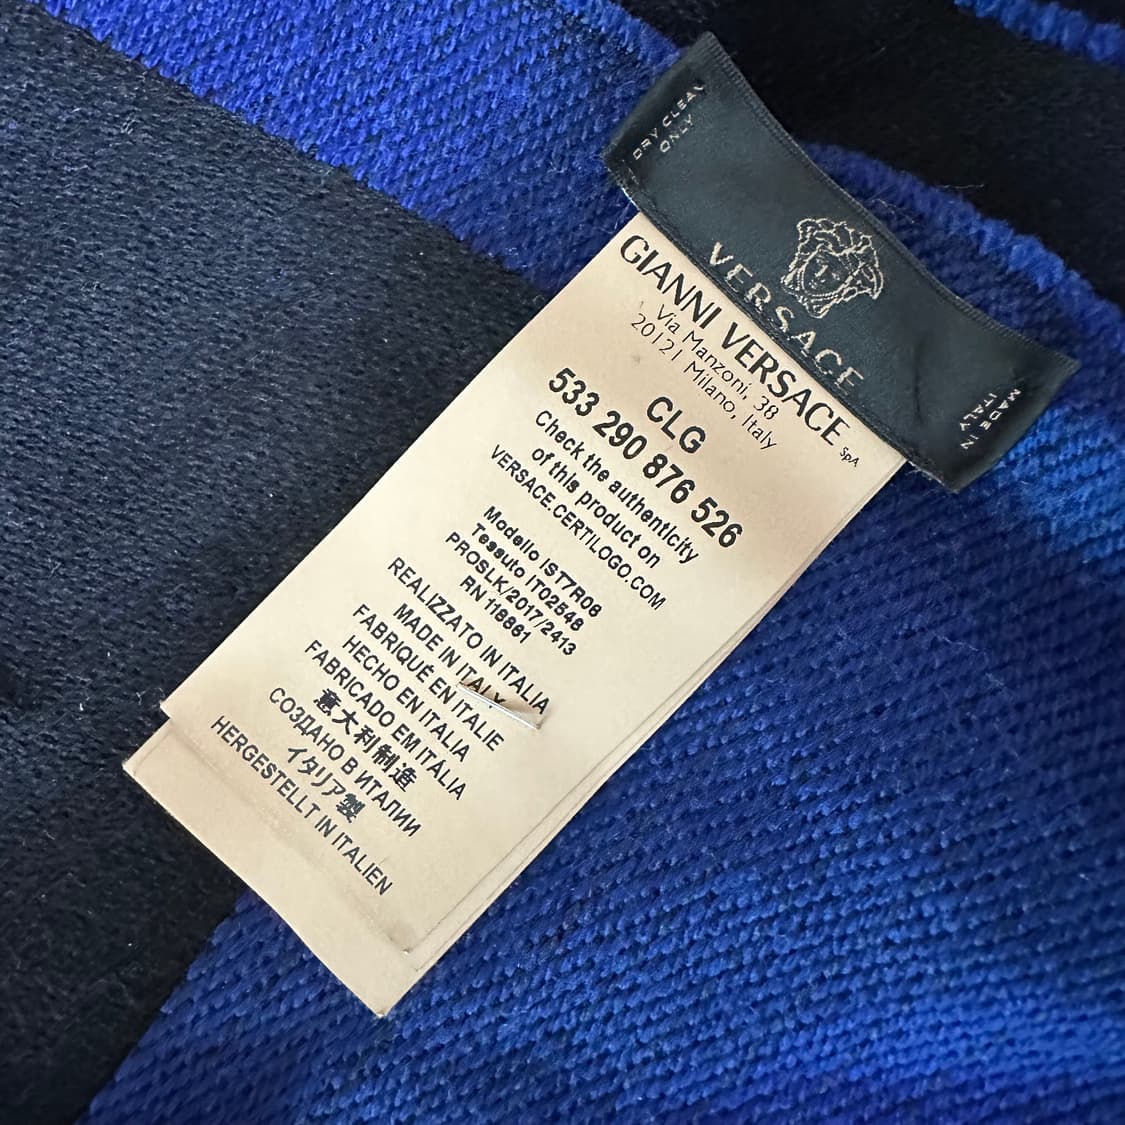 DRY CLEAN
ONLY
VERSACE
MADE
IN
ITALY
GIANNI VERSACE SpA
Via Manzoni, 38
20121 Milano, Italy
CLG
533 290 876 526
Check the authenticity
of this product on
VERSACE.CERTILOGO.COM
Modello IST7R06
Tessuto IT02548
PROSLK/2017/2413
RN 118861
REALIZZATO IN ITALIA
MADE IN ITALY
FABRIQUÉ EN ITALIE
HECHO EN ITALIA
FABRICADO EM ITÁLIA
意大利制造
СОЗДАНО В ИТАЛИИ
イタリア製
HERGESTELLT IN ITALIEN